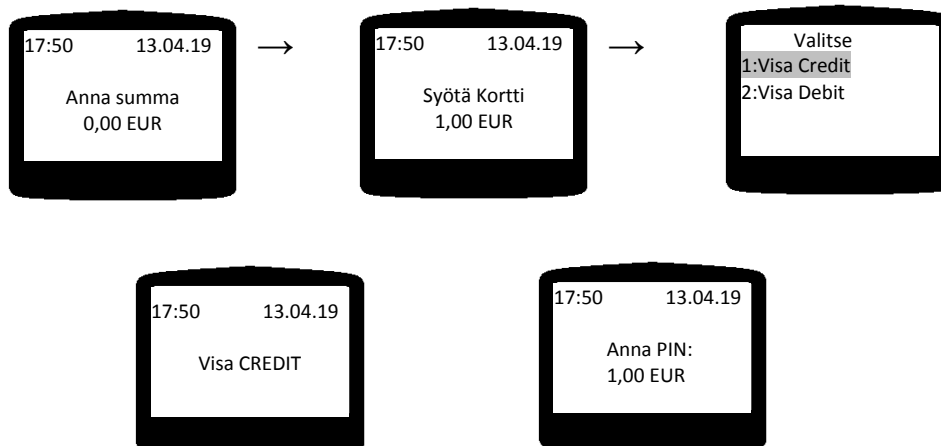 17:50 13.04.19
Anna summa
0,00 EUR
→
17:50 13.04.19
Syötä Kortti
1,00 EUR
→
Valitse
1:Visa Credit
2:Visa Debit
17:50 13.04.19
Visa CREDIT
17:50 13.04.19
Anna PIN:
1,00 EUR